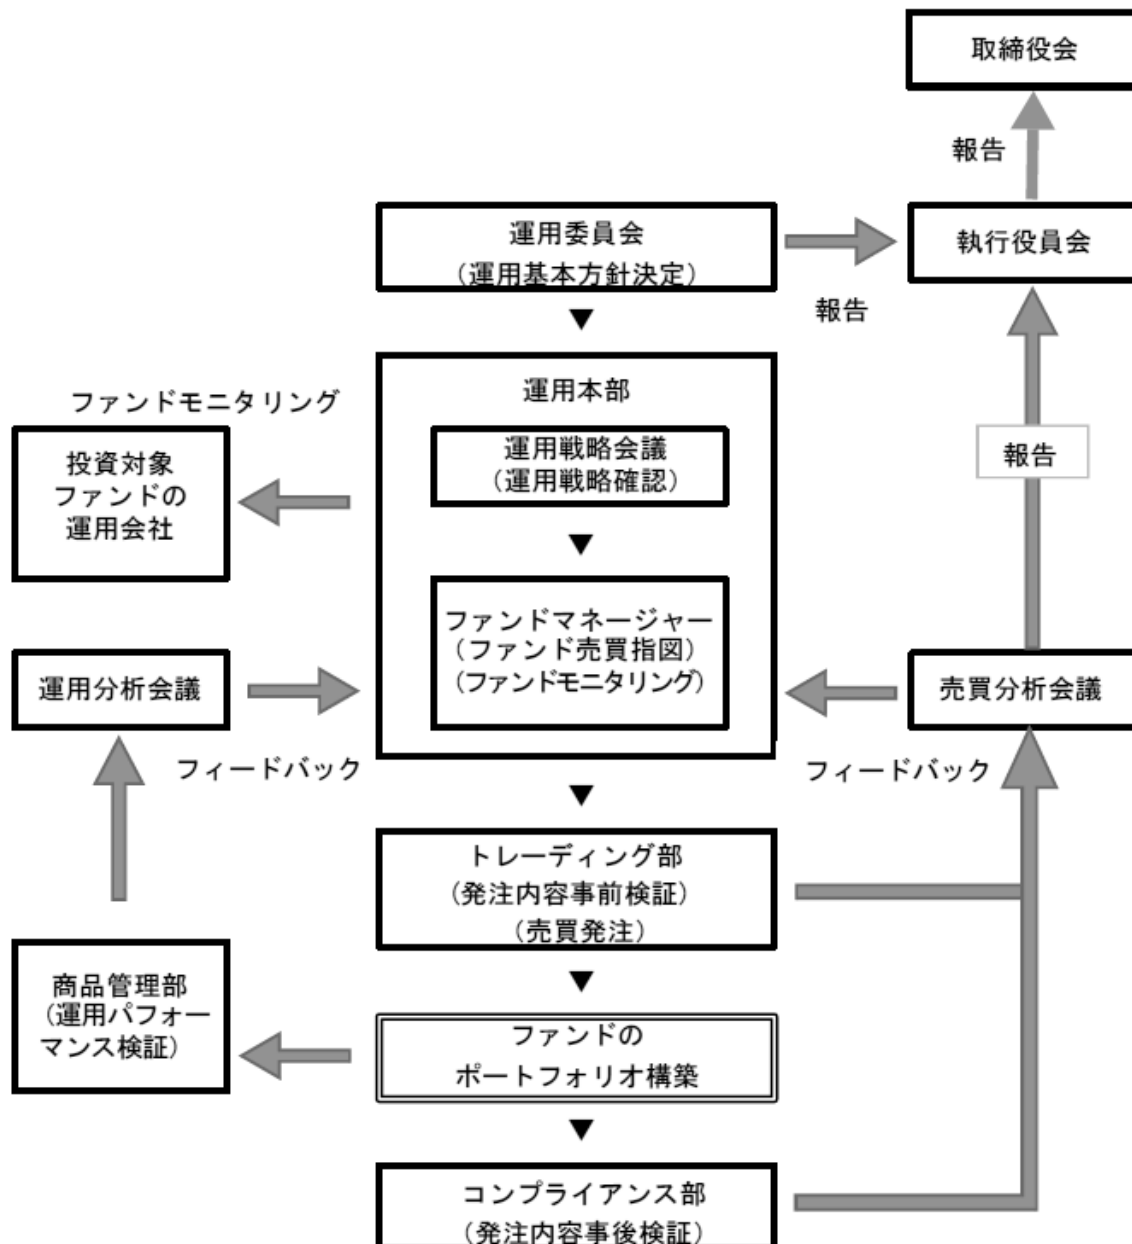 取締役会
報告
運用委員会
(運用基本方針決定)
執行役員会
報告
運用本部
ファンドモニタリング
運用戦略会議
(運用戦略確認)
報告
投資対象
ファンドの
運用会社
ファンドマネージャー
(ファンド売買指図)
(ファンドモニタリング)
運用分析会議
売買分析会議
フィードバック
フィードバック
トレーディング部
(発注内容事前検証)
(売買発注)
商品管理部
(運用パフォー
マンス検証)
ファンドの
ポートフォリオ構築
コンプライアンス部
(発注内容事後検証)